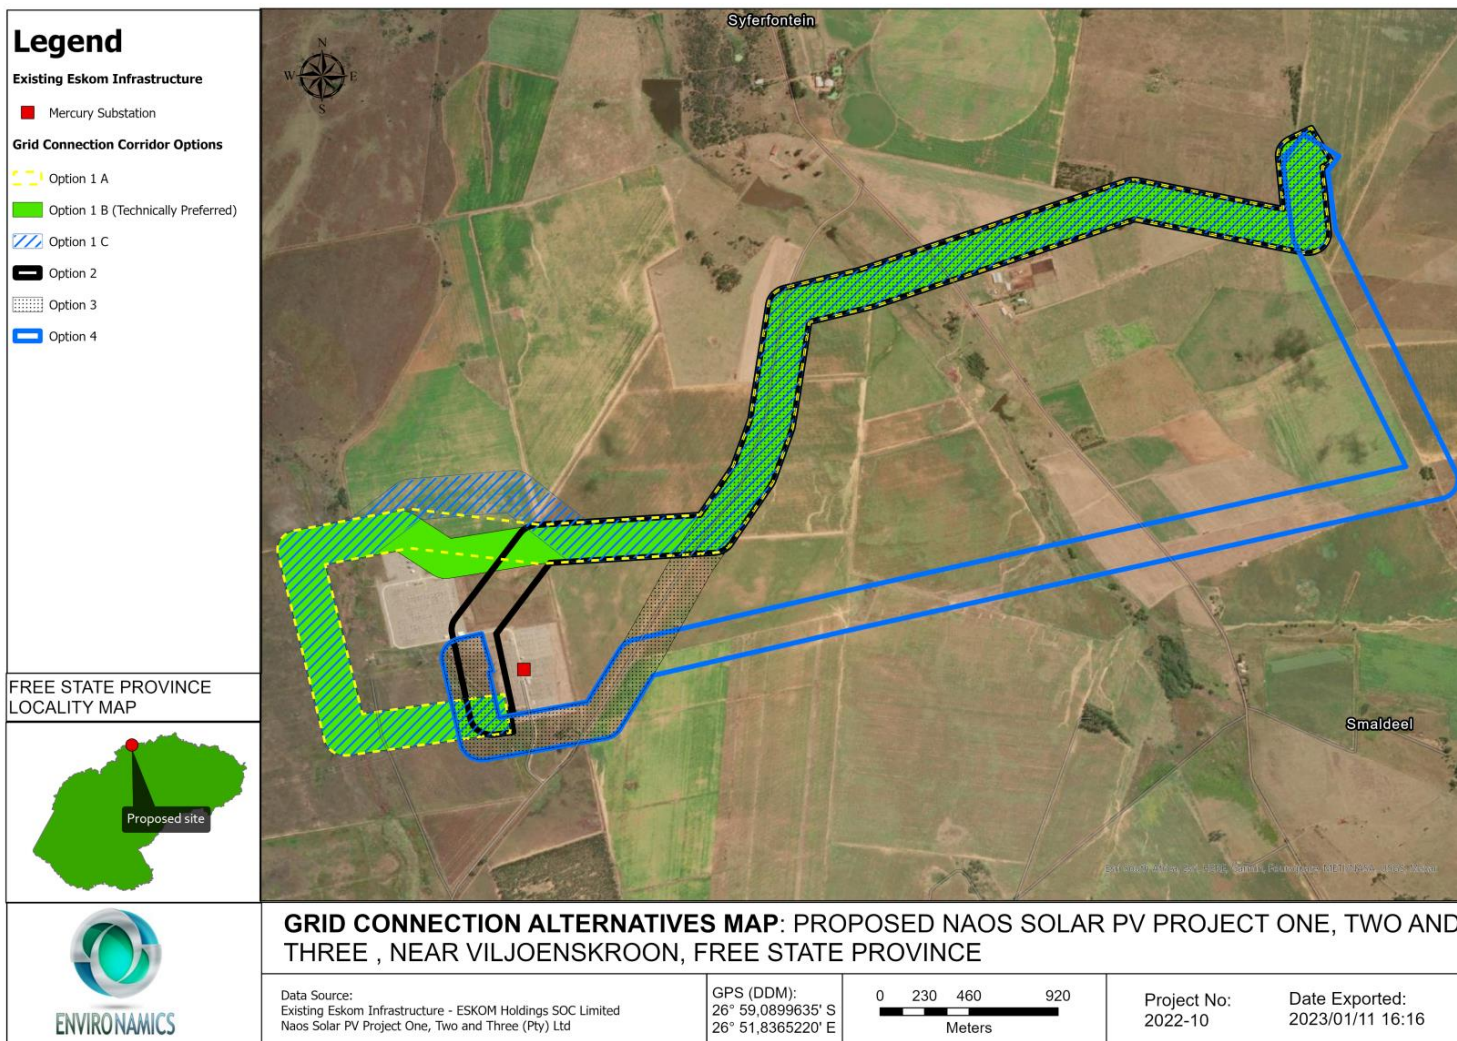 Legend
Existing Eskom Infrastructure
Mercury Substation
Grid Connection Corridor Options
Option 1 A
Option 1 B (Technically Preferred)
Option 1 C
Option 2
Option 3
Option 4
Syferfontein
N
W E
S
Smaldeel
FREE STATE PROVINCE
LOCALITY MAP
Proposed site
ENVIRONAMICS
GRID CONNECTION ALTERNATIVES MAP: PROPOSED NAOS SOLAR PV PROJECT ONE, TWO AND
THREE , NEAR VILJOENSKROON, FREE STATE PROVINCE
Data Source:
Existing Eskom Infrastructure - ESKOM Holdings SOC Limited
Naos Solar PV Project One, Two and Three (Pty) Ltd
GPS (DDM):
26° 59,0899635' S
26° 51,8365220' E
0 230 460 920
Meters
Project No:
2022-10
Date Exported:
2023/01/11 16:16